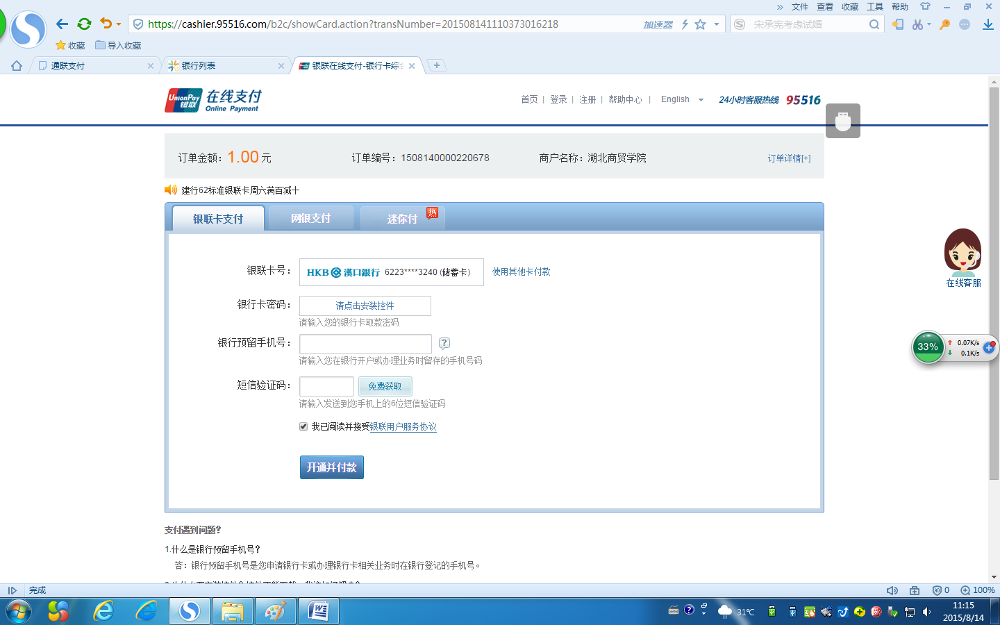 » 文件 查看 收藏 工具 帮助
https://cashier.95516.com/b2c/showCard.action?transNumber=201508141110373016218 加速器 宋承宪考虑试婚
收藏 导入收藏
通联支付 银行列表 银联在线支付-银行卡综合
UnionPay 银联 在线支付 Online Payment
首页 | 登录 | 注册 | 帮助中心 | English 24小时客服热线 95516
订单金额：1.00元 订单编号：1508140000220678 商户名称：湖北商贸学院 订单详情[+]
建行62标准银联卡周六满百减十
银联卡支付 网银支付 迷你付 热
银联卡号： HKB 漢口銀行 6223****3240 (储蓄卡) 使用其他卡付款
银行卡密码： 请点击安装控件
请输入您的银行卡取款密码
银行预留手机号： ?
请输入您在银行开户或办理业务时留存的手机号码
短信验证码： 免费获取
请输入发送到您手机上的6位短信验证码
我已阅读并接受银联用户服务协议
开通并付款
在线客服
33% 0.07K/s
0.1K/s
支付遇到问题?
1.什么是银行预留手机号?
答：银行预留手机号是您申请银行卡或办理银行卡相关业务时在银行登记的手机号。
完成 0 100%
31℃ 11:15
2015/8/14